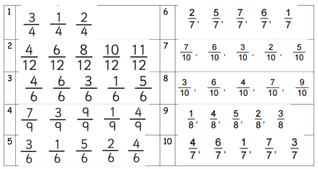 1 3/4 1/4 2/4
2 4/12 6/12 8/12 10/12 11/12
3 4/6 6/6 3/6 1/6 5/6
4 7/9 3/9 9/9 1/9 4/9
5 3/6 1/6 5/6 2/6 4/6
6 2/7, 5/7, 7/7, 6/7, 1/7
7 7/10, 6/10, 3/10, 2/10, 5/10
8 3/10, 6/10, 4/10, 7/10, 9/10
9 1/8, 4/8, 5/8, 2/8, 3/8
10 4/7, 6/7, 1/7, 7/7, 3/7